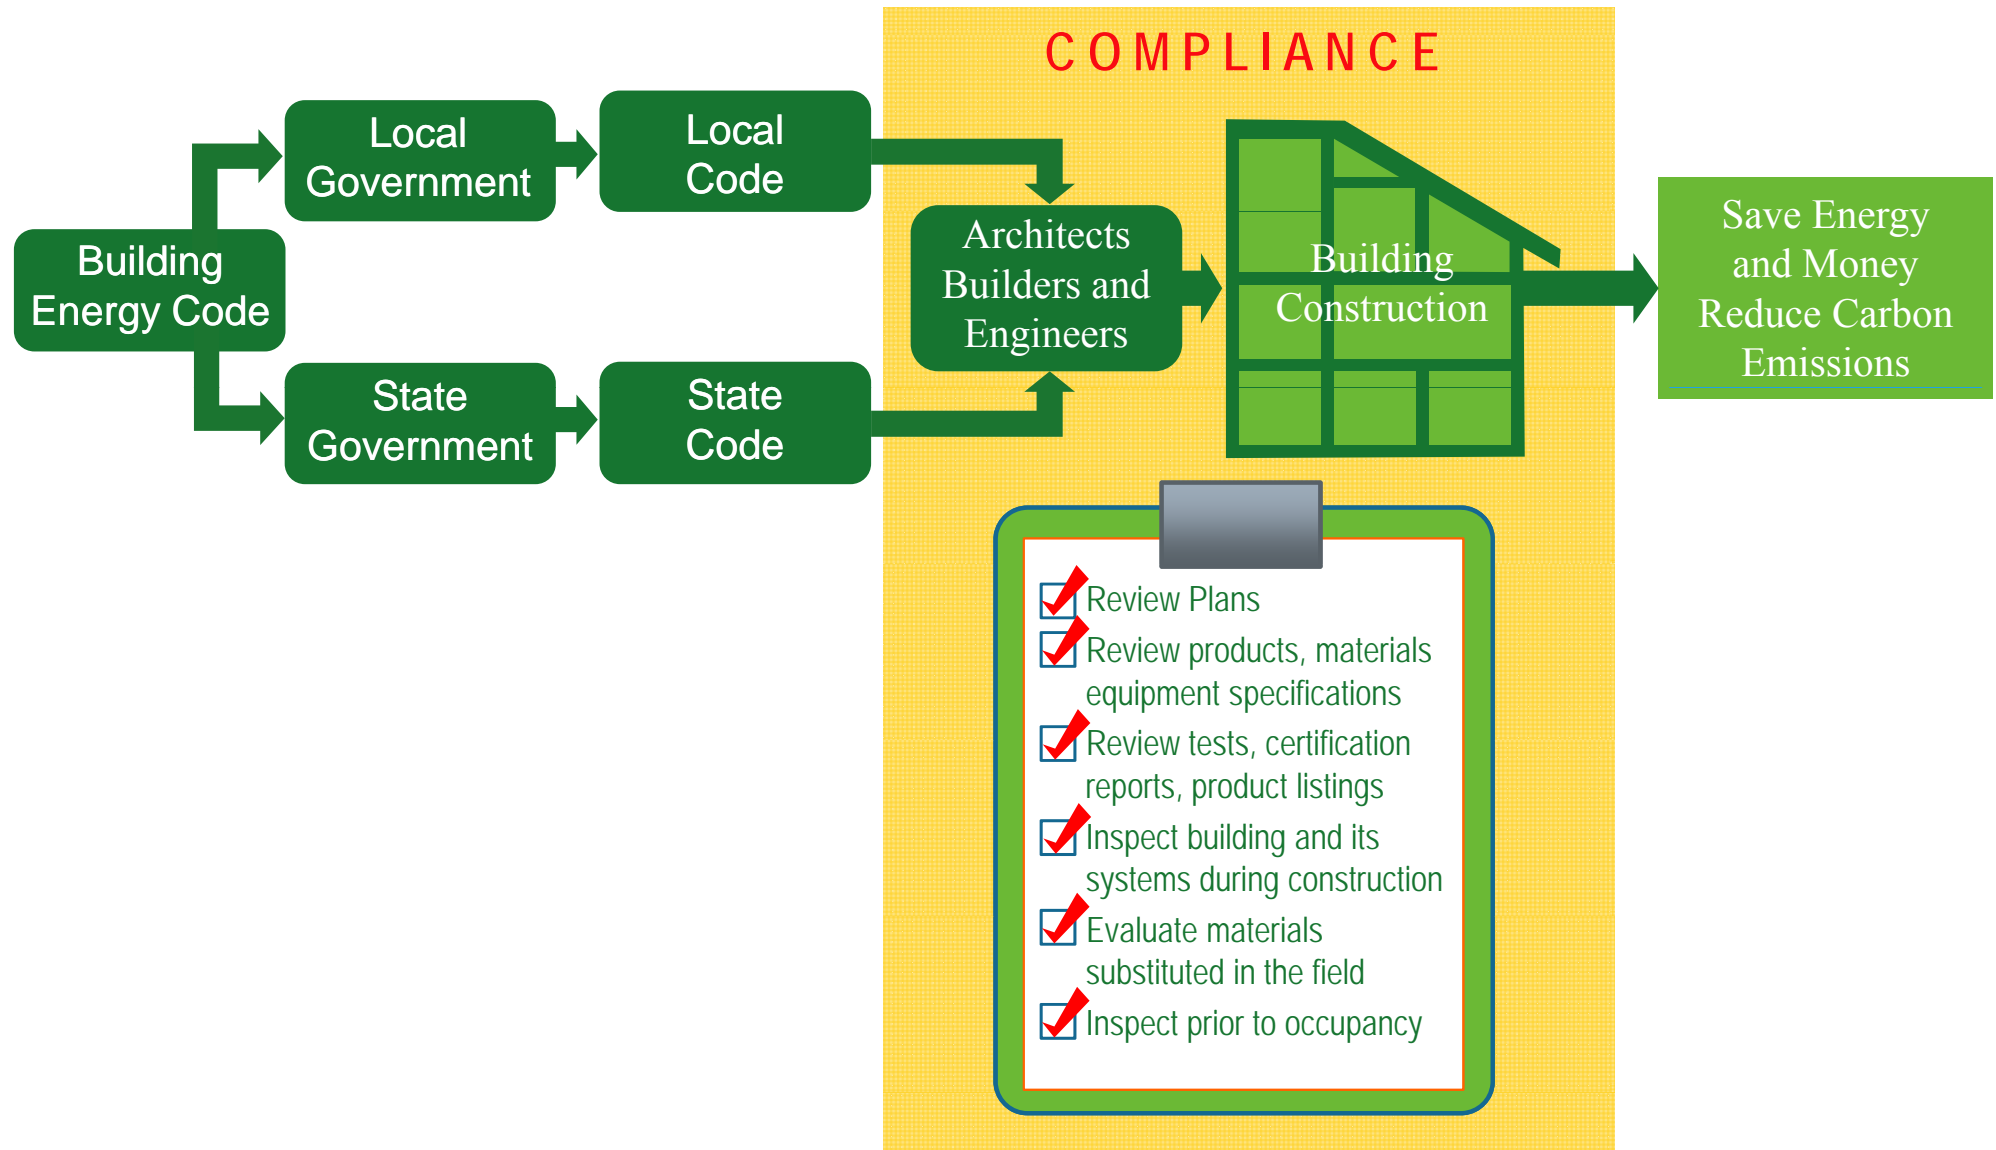 COMPLIANCE
Local
Government
Local
Code
Building
Energy Code
State
Government
State
Code
Architects
Builders and
Engineers
Building
Construction
Save Energy
and Money
Reduce Carbon
Emissions
Review Plans
Review products, materials
equipment specifications
Review tests, certification
reports, product listings
Inspect building and its
systems during construction
Evaluate materials
substituted in the field
Inspect prior to occupancy